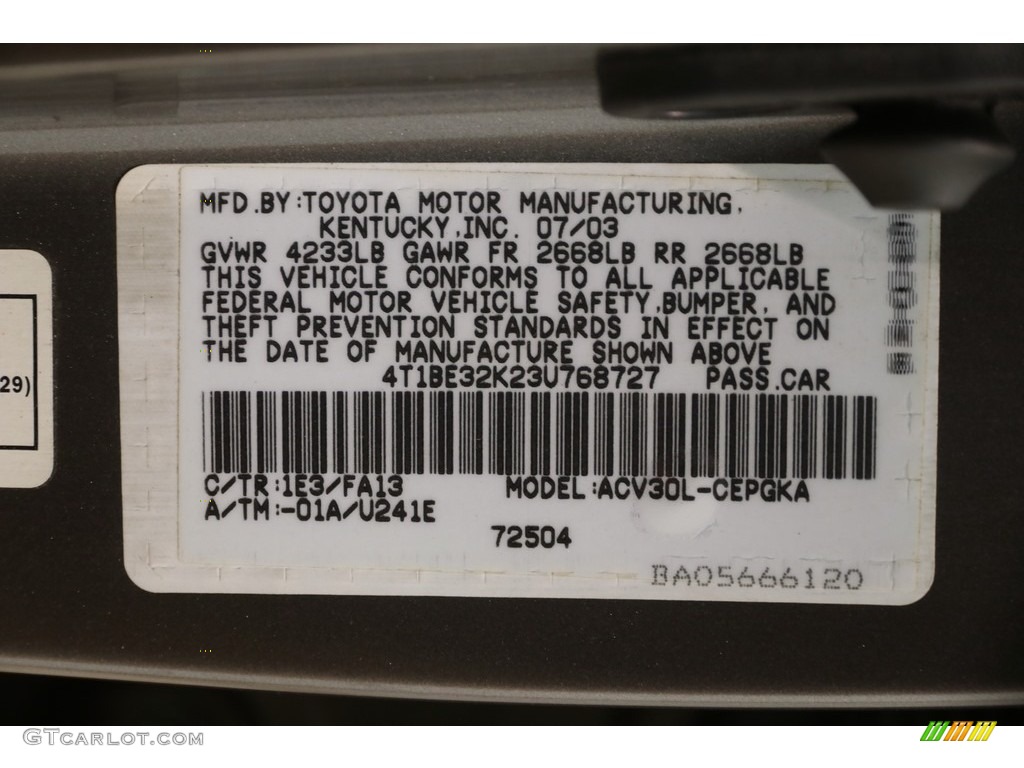 MFD.BY:TOYOTA MOTOR MANUFACTURING,
KENTUCKY,INC. 07/03
GVWR 4233LB GAWR FR 2668LB RR 2668LB
THIS VEHICLE CONFORMS TO ALL APPLICABLE
FEDERAL MOTOR VEHICLE SAFETY,BUMPER, AND
THEFT PREVENTION STANDARDS IN EFFECT ON
THE DATE OF MANUFACTURE SHOWN ABOVE
4T1BE32K23U768727 PASS.CAR
C/TR:1E3/FA13 MODEL:ACV30L-CEPGKA
A/TM:-01A/U241E
72504
BA05666120
29)
GTCarlot.com